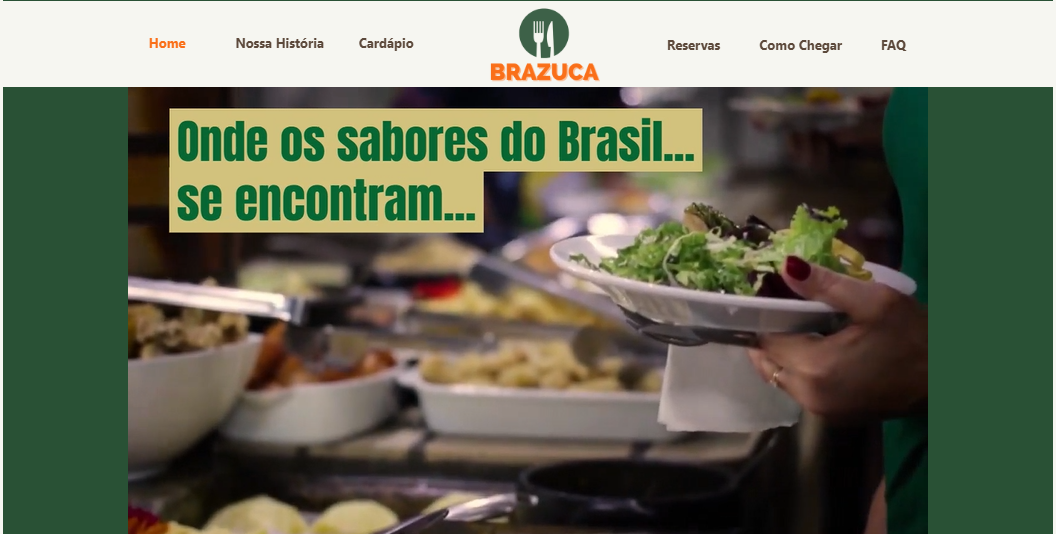 Home
Nossa História
Cardápio
BRAZUCA
Reservas
Como Chegar
FAQ
Onde os sabores do Brasil...
se encontram...